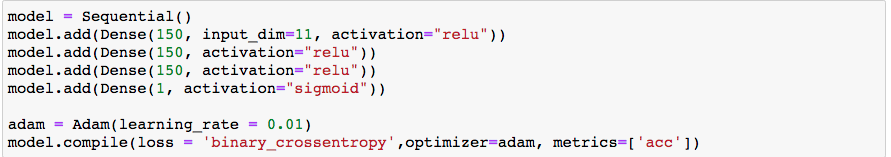 model = Sequential()
model.add(Dense(150, input_dim=11, activation="relu"))
model.add(Dense(150, activation="relu"))
model.add(Dense(150, activation="relu"))
model.add(Dense(1, activation="sigmoid"))
adam = Adam(learning_rate = 0.01)
model.compile(loss = 'binary_crossentropy',optimizer=adam, metrics=['acc'])